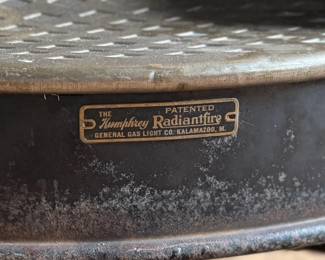 PATENTED
THE Humphrey Radiantfire
GENERAL GAS LIGHT CO. KALAMAZOO, M.